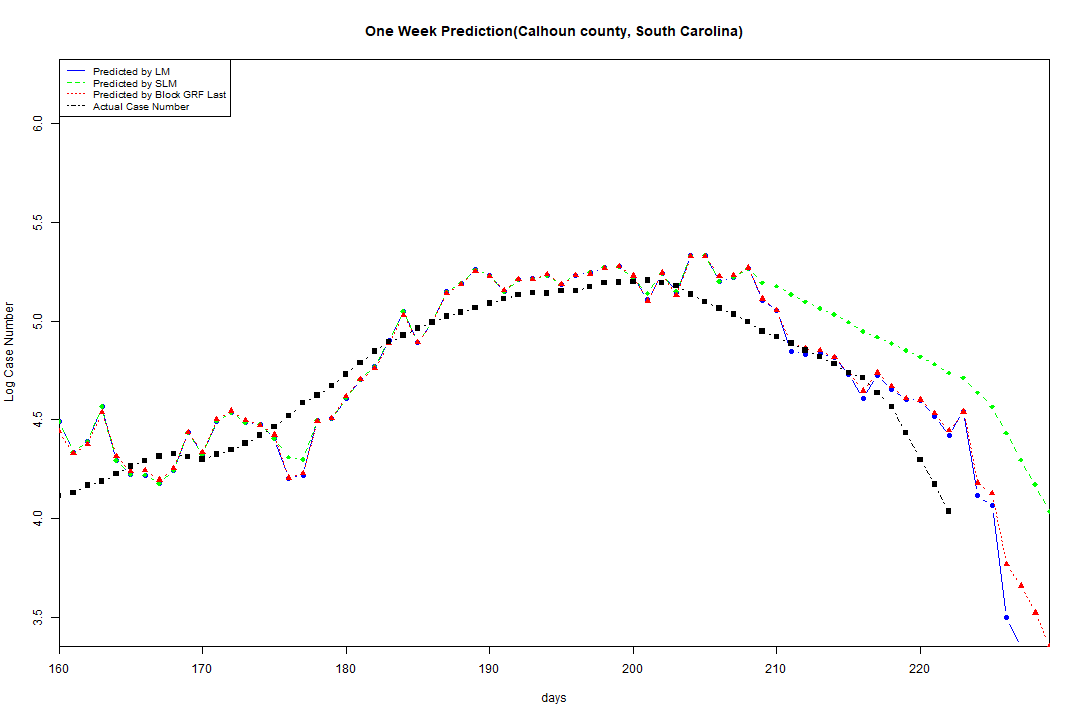 One Week Prediction(Calhoun county, South Carolina)
Predicted by LM
Predicted by SLM
Predicted by Block GRF Last
Actual Case Number
Log Case Number
6.0
5.5
5.0
4.5
4.0
3.5
160 170 180 190 200 210 220
days